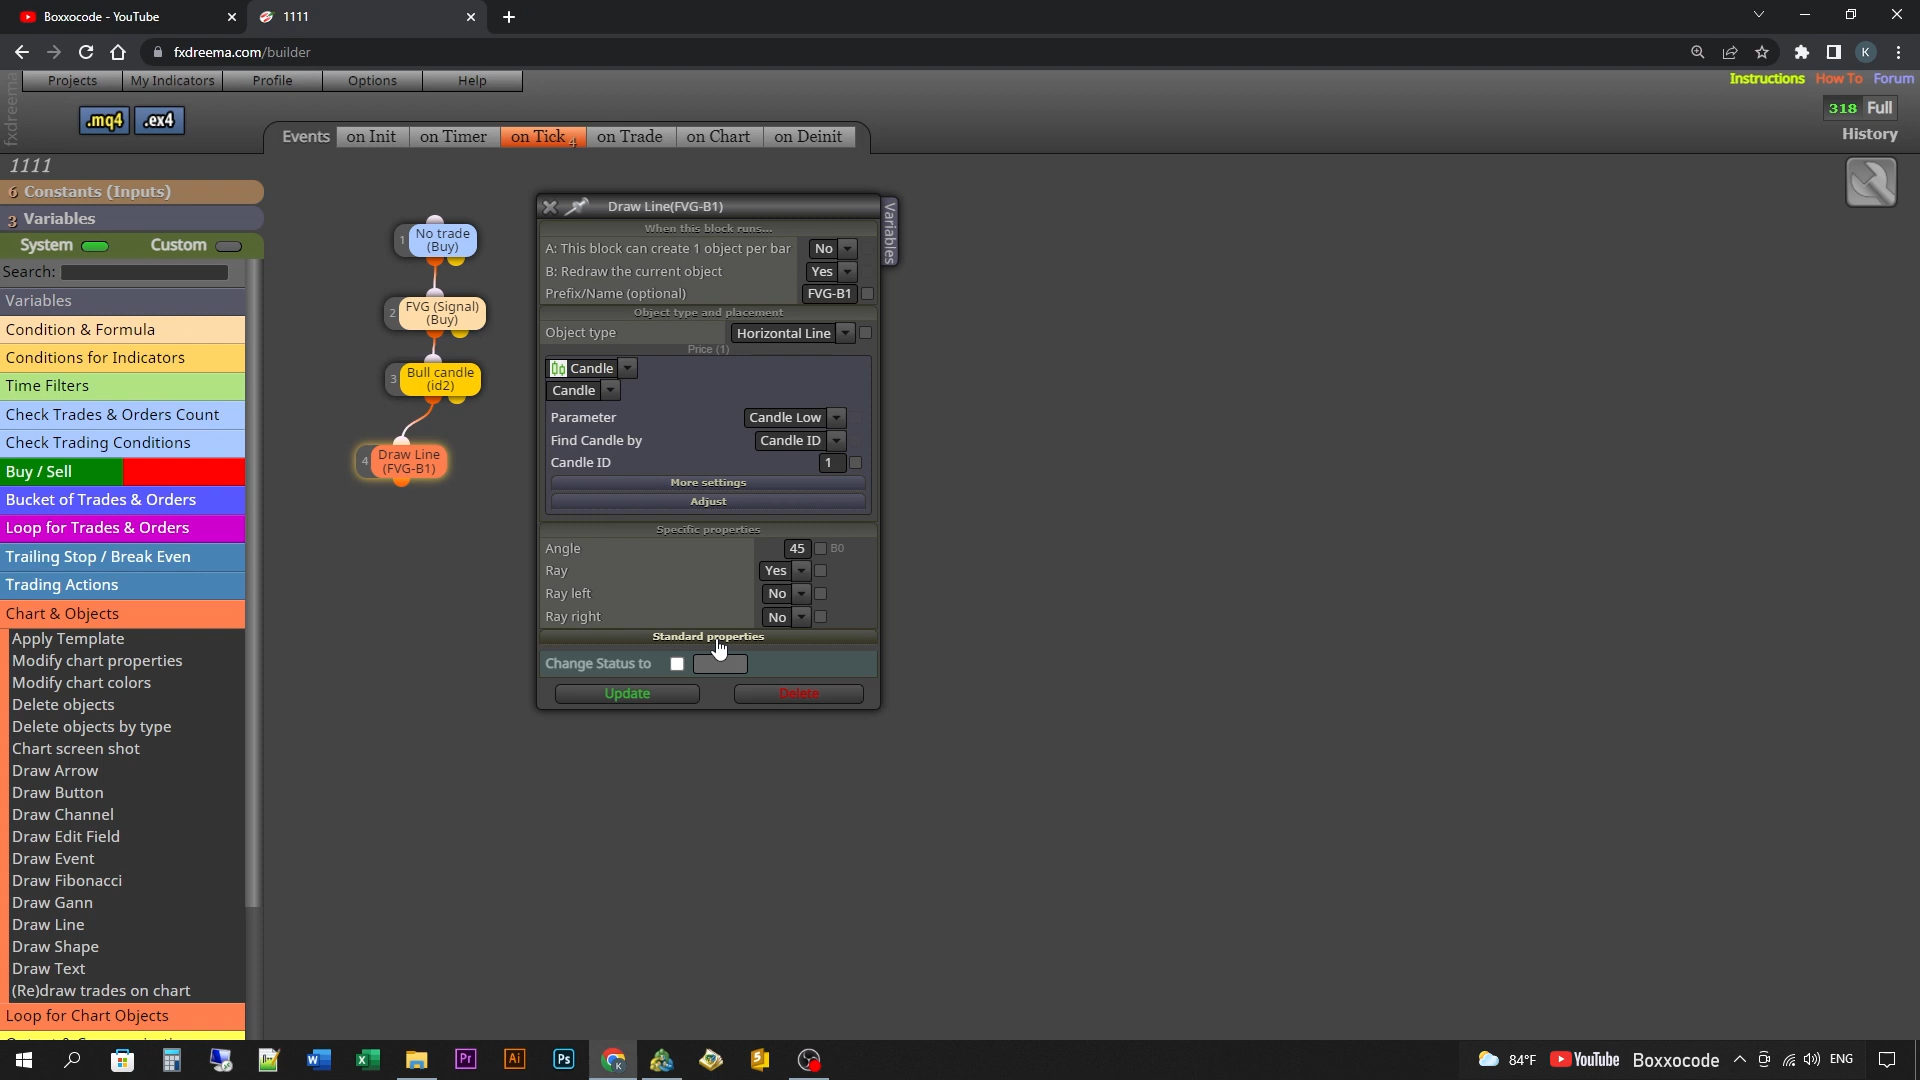 Boxxocode - YouTube
1111
fxdreema.com/builder
K
Projects
My Indicators
Profile
Options
Help
Instructions
How To
Forum
fxdreema
.mq4
.ex4
318 Full
History
Events
on Init
on Timer
on Tick 4
on Trade
on Chart
on Deinit
1111
6 Constants (Inputs)
3 Variables
System
Custom
Search:
Variables
Condition & Formula
Conditions for Indicators
Time Filters
Check Trades & Orders Count
Check Trading Conditions
Buy / Sell
Bucket of Trades & Orders
Loop for Trades & Orders
Trailing Stop / Break Even
Trading Actions
Chart & Objects
Apply Template
Modify chart properties
Modify chart colors
Delete objects
Delete objects by type
Chart screen shot
Draw Arrow
Draw Button
Draw Channel
Draw Edit Field
Draw Event
Draw Fibonacci
Draw Gann
Draw Line
Draw Shape
Draw Text
(Re)draw trades on chart
Loop for Chart Objects
1
No trade
(Buy)
2
FVG (Signal)
(Buy)
3
Bull candle
(id2)
4
Draw Line
(FVG-B1)
Draw Line(FVG-B1)
Variables
When this block runs...
A: This block can create 1 object per bar No
B: Redraw the current object Yes
Prefix/Name (optional) FVG-B1
Object type and placement
Object type Horizontal Line
Price (1)
Candle
Candle
Parameter Candle Low
Find Candle by Candle ID
Candle ID 1
More settings
Adjust
Specific properties
Angle 45 B0
Ray Yes
Ray left No
Ray right No
Standard properties
Change Status to
Update
Delete
W
X
Pr
Ai
Ps
K
5
84°F
YouTube
Boxxocode
ENG